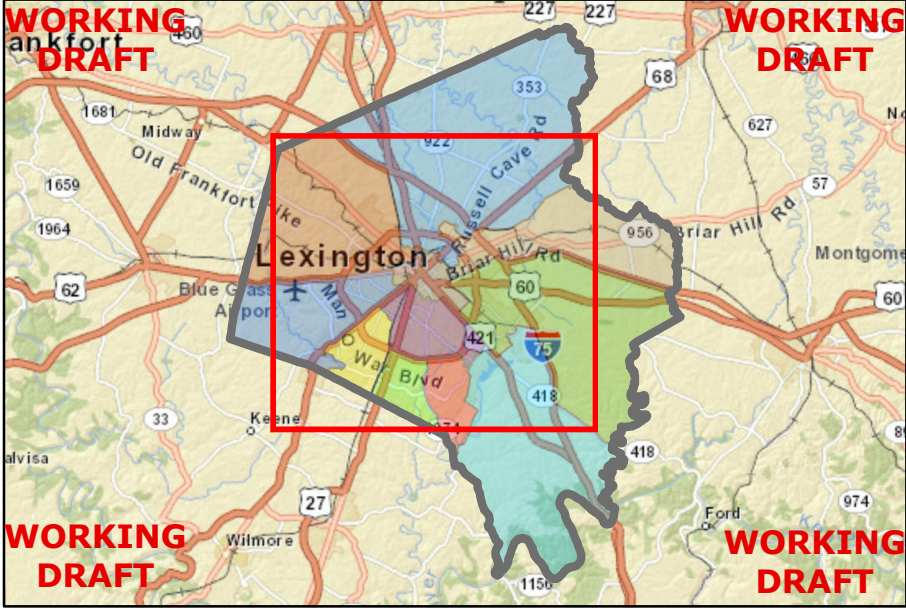 WORKING
DRAFT
WORKING
DRAFT
227
227
460
ankfort
68
353
1681
Midway
922
627
Old Frankfort Pike
Russell Cave Rd
1659
57
1964
956
Briar Hill Rd
Lexington
Briar Hill Rd
Montgome
62
Blue Grass
Airport
60
60
Man
O War Blvd
421
75
418
33
Keene
alvisa
418
27
974
Ford
Wilmore
WORKING
DRAFT
WORKING
DRAFT
1156